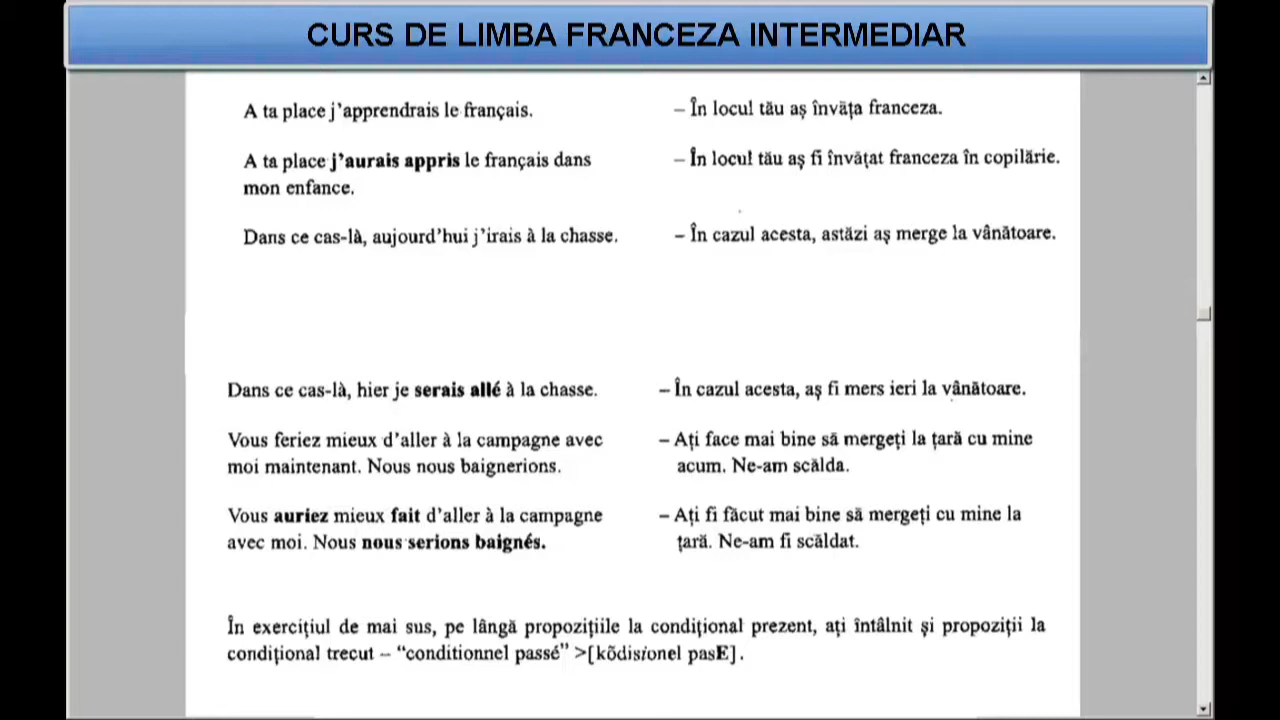 CURS DE LIMBA FRANCEZA INTERMEDIAR
A ta place j'apprendrais le français.
– În locul tău aş învăţa franceza.
A ta place j'aurais appris le français dans
mon enfance.
– În locul tău aş fi învăţat franceza în copilărie.
Dans ce cas-là, aujourd'hui j'irais à la chasse.
– În cazul acesta, astăzi aş merge la vânătoare.
Dans ce cas-là, hier je serais allé à la chasse.
– În cazul acesta, aş fi mers ieri la vânătoare.
Vous feriez mieux d'aller à la campagne avec
moi maintenant. Nous nous baignerions.
– Aţi face mai bine să mergeţi la ţară cu mine
acum. Ne-am scălda.
Vous auriez mieux fait d'aller à la campagne
avec moi. Nous nous serions baignés.
– Aţi fi făcut mai bine să mergeţi cu mine la
ţară. Ne-am fi scăldat.
În exerciţiul de mai sus, pe lângă propoziţiile la condiţional prezent, aţi întâlnit şi propoziţii la
condiţional trecut – “conditionnel passé” >[kõdisionel pasE].